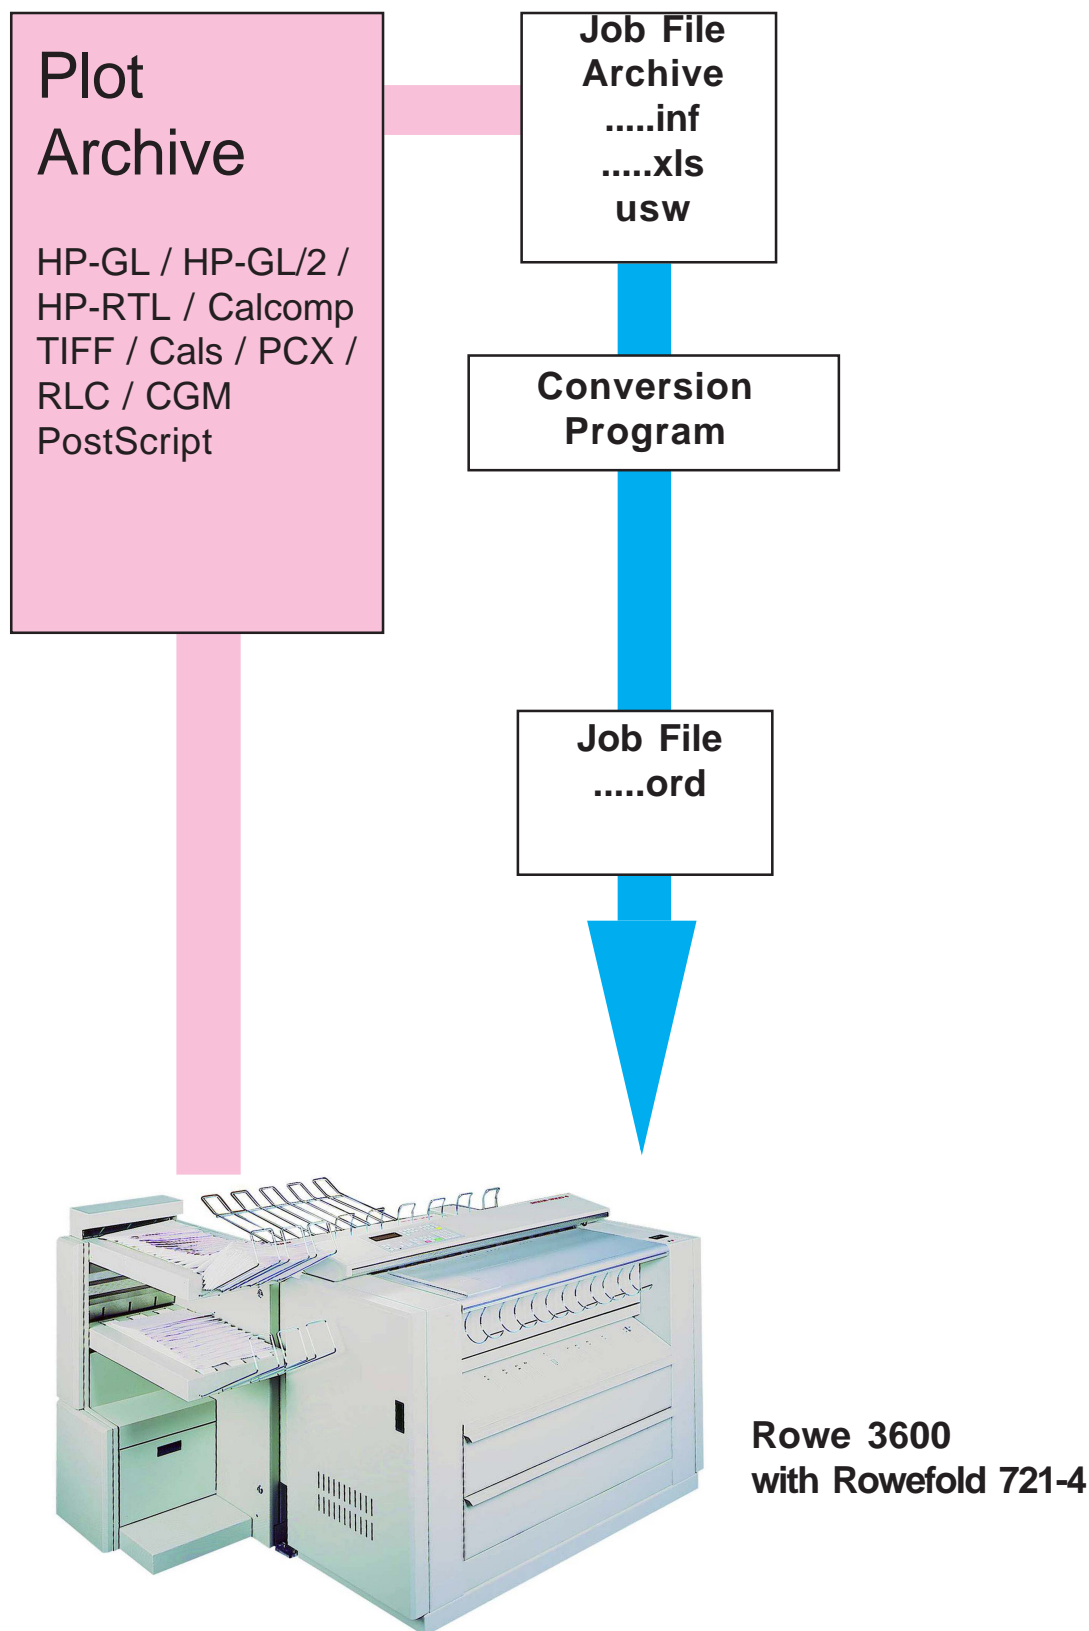 Plot
Archive
HP-GL / HP-GL/2 /
HP-RTL / Calcomp
TIFF / Cals / PCX /
RLC / CGM
PostScript
Job File
Archive
.....inf
.....xls
usw
Conversion
Program
Job File
.....ord
Rowe 3600
with Rowefold 721-4